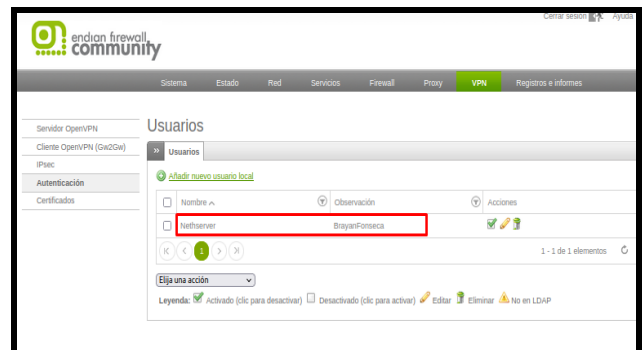 Cerrar sesión Ayuda
endian firewall
community
Sistema Estado Red Servicios Firewall Proxy VPN Registros e informes
Servidor OpenVPN
Cliente OpenVPN (Gw2Gw)
IPsec
Autenticación
Certificados
Usuarios
» Usuarios
Añadir nuevo usuario local
Nombre Observación Acciones
Nethserver BrayanFonseca
1 1 - 1 de 1 elementos
Elija una acción
Leyenda: Activado (clic para desactivar) Desactivado (clic para activar) Editar Eliminar No en LDAP